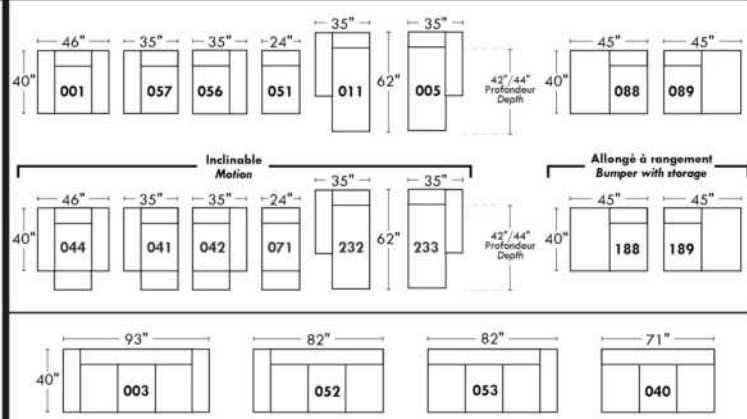 46" 35" 35" 24" 35" 35" 45" 45"
40" 001 057 056 051 011 62" 005 42"/44" Profondeur Depth 40" 088 089
Inclinable
Motion
Allongé à rangement
Bumper with storage
46" 35" 35" 24" 35" 35" 45" 45"
40" 044 041 042 071 232 62" 233 42"/44" Profondeur Depth 40" 188 189
93" 82" 82" 71"
40" 003 052 053 040